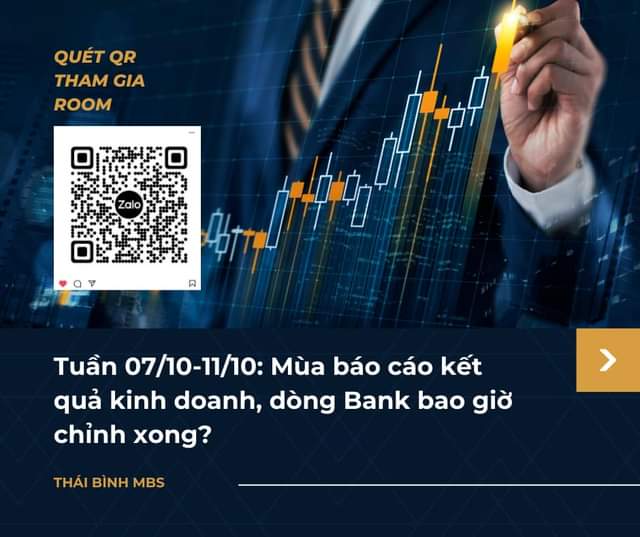 QUÉT QR
THAM GIA
ROOM
Zalo
Tuần 07/10-11/10: Mùa báo cáo kết
quả kinh doanh, dòng Bank bao giờ
chỉnh xong?
THÁI BÌNH MBS